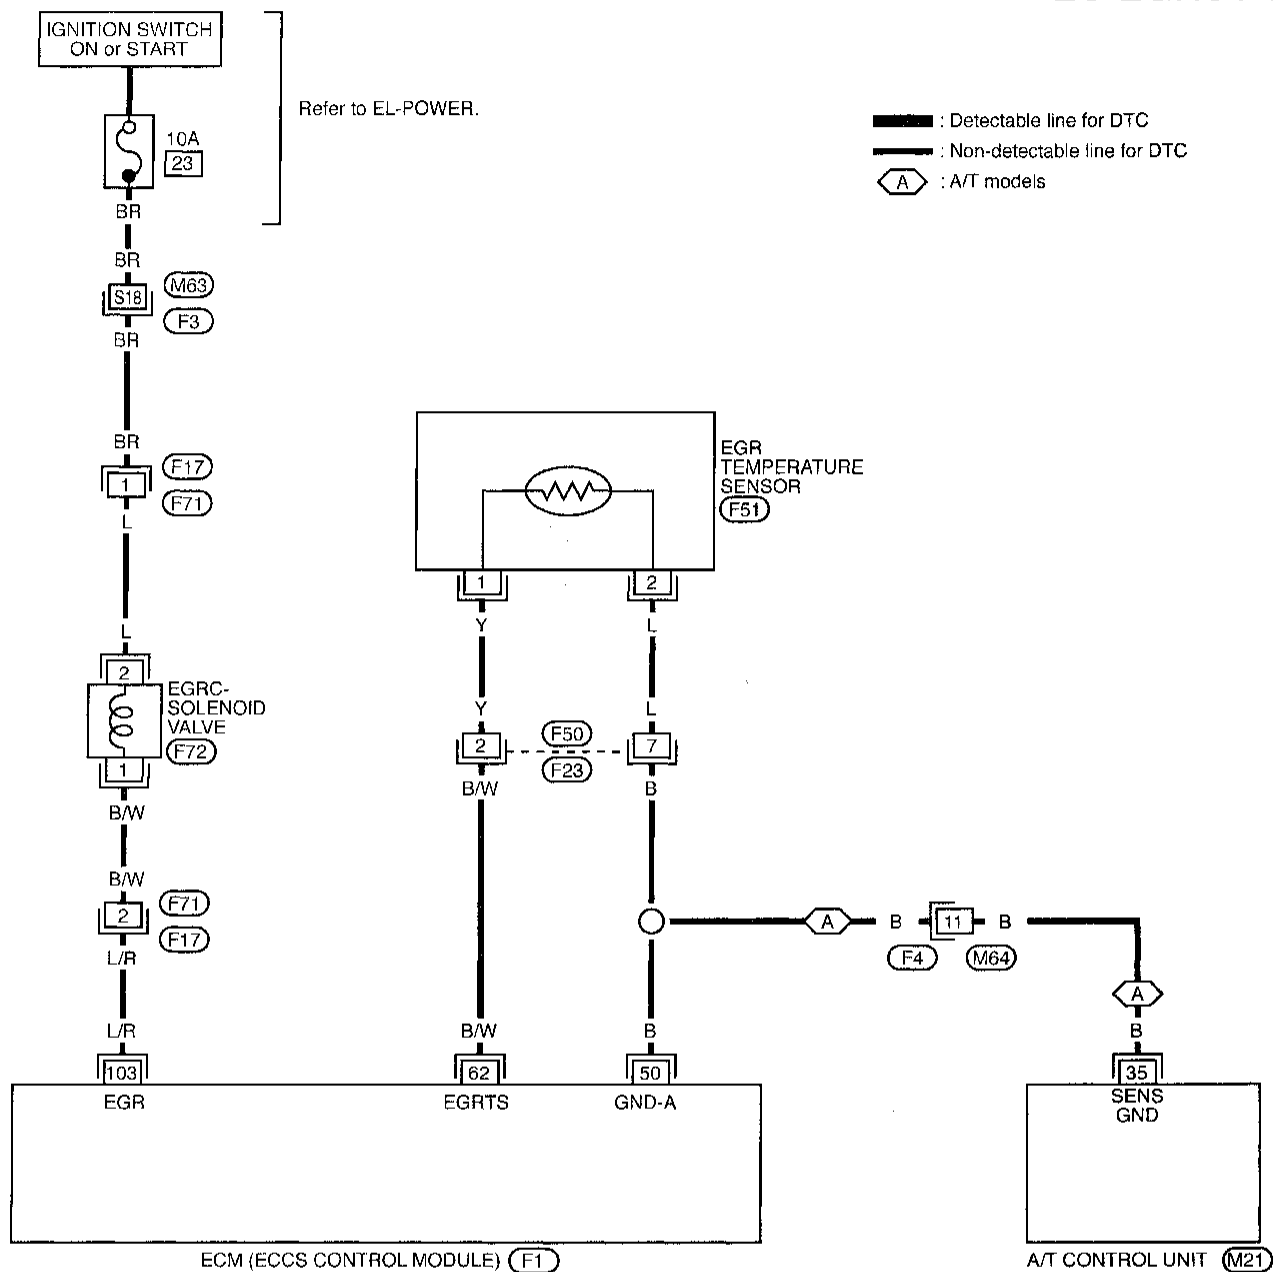 IGNITION SWITCH
ON or START
Refer to EL-POWER.
10A
23
: Detectable line for DTC
: Non-detectable line for DTC
A : A/T models
BR
BR
S18
M63
F3
BR
BR
1
F17
F71
L
L
2
EGRC-
SOLENOID
VALVE
F72
1
B/W
B/W
2
F71
F17
L/R
L/R
EGR
TEMPERATURE
SENSOR
F51
1
2
Y
L
Y
L
2
F50
F23
7
B/W
B
A
B
11
B
F4
M64
A
B/W
B
B
103
62
50
35
EGR
EGRTS
GND-A
SENS
GND
ECM (ECCS CONTROL MODULE) F1
A/T CONTROL UNIT M21